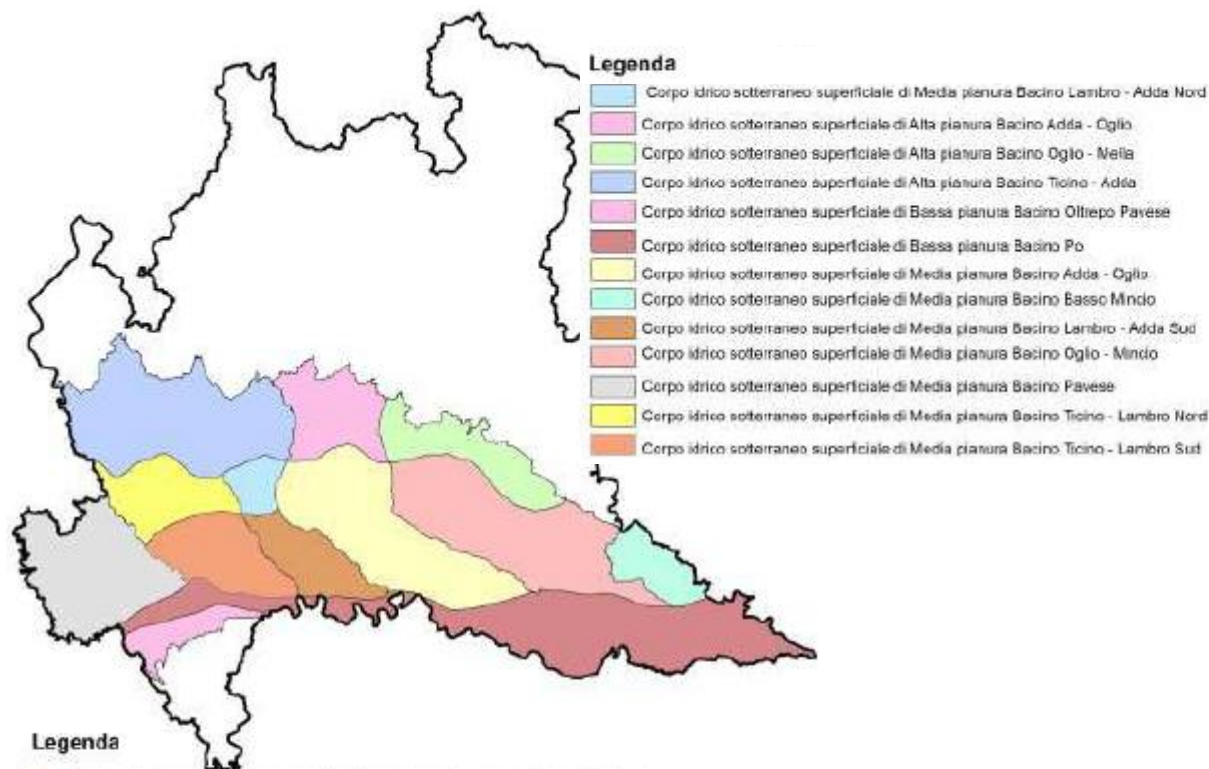 Legenda
Corpo idrico sotterraneo superficiale di Media pianura Bacino Lambro - Adda Nord
Corpo idrico sotterraneo superficiale di Alta pianura Bacino Adda - Oglio
Corpo idrico sotterraneo superficiale di Alta pianura Bacino Oglio - Mella
Corpo idrico sotterraneo superficiale di Alta pianura Bacino Ticino - Adda
Corpo idrico sotterraneo superficiale di Bassa pianura Bacino Oltrepo Pavese
Corpo idrico sotterraneo superficiale di Bassa pianura Bacino Po
Corpo idrico sotterraneo superficiale di Media pianura Bacino Adda - Oglio
Corpo idrico sotterraneo superficiale di Media pianura Bacino Basso Mincio
Corpo idrico sotterraneo superficiale di Media pianura Bacino Lambro - Adda Sud
Corpo idrico sotterraneo superficiale di Media pianura Bacino Oglio - Mincio
Corpo idrico sotterraneo superficiale di Media pianura Bacino Pavese
Corpo idrico sotterraneo superficiale di Media pianura Bacino Ticino - Lambro Nord
Corpo idrico sotterraneo superficiale di Media pianura Bacino Ticino - Lambro Sud
Legenda